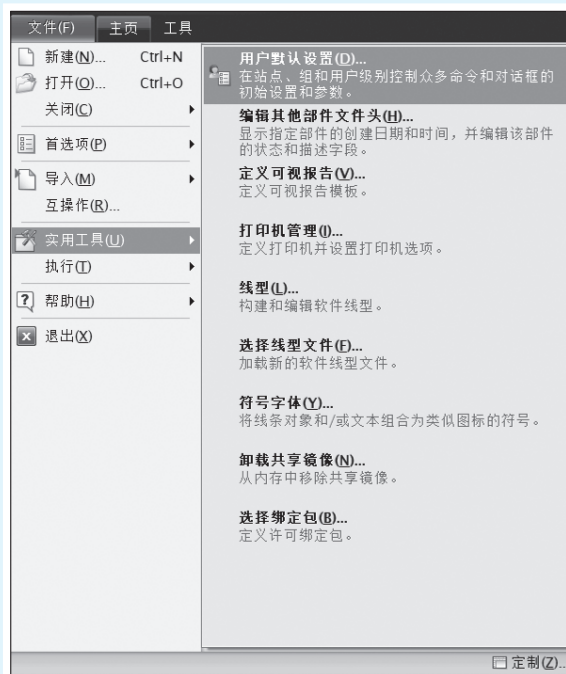 文件(F) 主页 工具
新建(N)... Ctrl+N
打开(O)... Ctrl+O
关闭(C)
首选项(P)
导入(M)
互操作(R)...
实用工具(U)
执行(T)
帮助(H)
退出(X)
用户默认设置(D)...
在站点、组和用户级别控制众多命令和对话框的
初始设置和参数。
编辑其他部件文件头(H)...
显示指定部件的创建日期和时间，并编辑该部件
的状态和描述字段。
定义可视报告(V)...
定义可视报告模板。
打印机管理(I)...
定义打印机并设置打印机选项。
线型(L)...
构建和编辑软件线型。
选择线型文件(F)...
加载新的软件线型文件。
符号字体(Y)...
将线条对象和/或文本组合为类似图标的符号。
卸载共享镜像(N)...
从内存中移除共享镜像。
选择绑定包(B)...
定义许可绑定包。
定制(Z)...